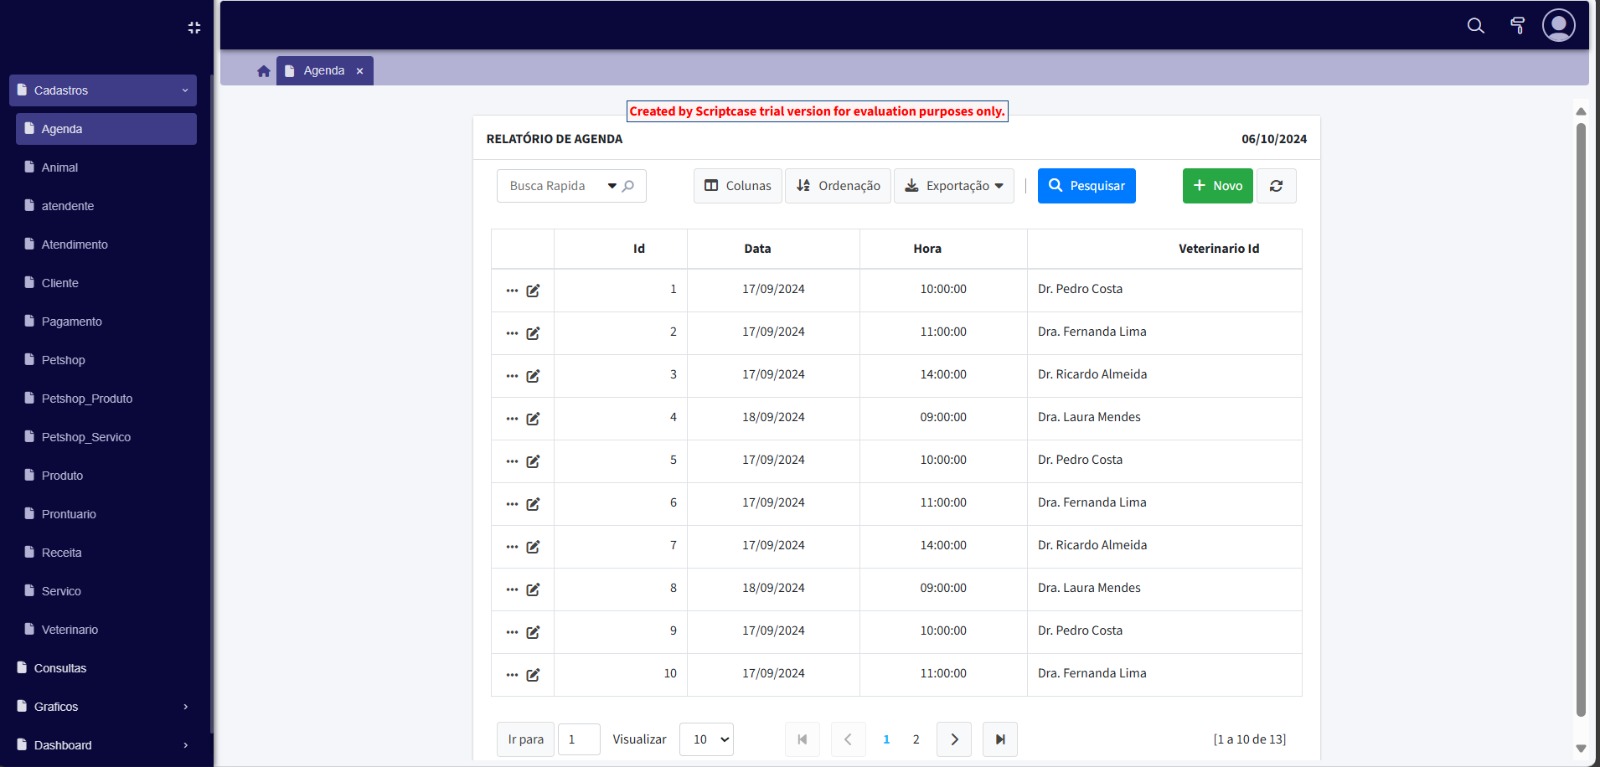 Cadastros
Agenda
Animal
atendente
Atendimento
Cliente
Pagamento
Petshop
Petshop_Produto
Petshop_Servico
Produto
Prontuario
Receita
Servico
Veterinario
Consultas
Graficos
Dashboard
Agenda ×
Created by Scriptcase trial version for evaluation purposes only.
RELATÓRIO DE AGENDA 06/10/2024
Busca Rapida Colunas Ordenação Exportação Pesquisar Novo
Id Data Hora Veterinario Id
1 17/09/2024 10:00:00 Dr. Pedro Costa
2 17/09/2024 11:00:00 Dra. Fernanda Lima
3 17/09/2024 14:00:00 Dr. Ricardo Almeida
4 18/09/2024 09:00:00 Dra. Laura Mendes
5 17/09/2024 10:00:00 Dr. Pedro Costa
6 17/09/2024 11:00:00 Dra. Fernanda Lima
7 17/09/2024 14:00:00 Dr. Ricardo Almeida
8 18/09/2024 09:00:00 Dra. Laura Mendes
9 17/09/2024 10:00:00 Dr. Pedro Costa
10 17/09/2024 11:00:00 Dra. Fernanda Lima
Ir para 1 Visualizar 10 1 2 [1 a 10 de 13]